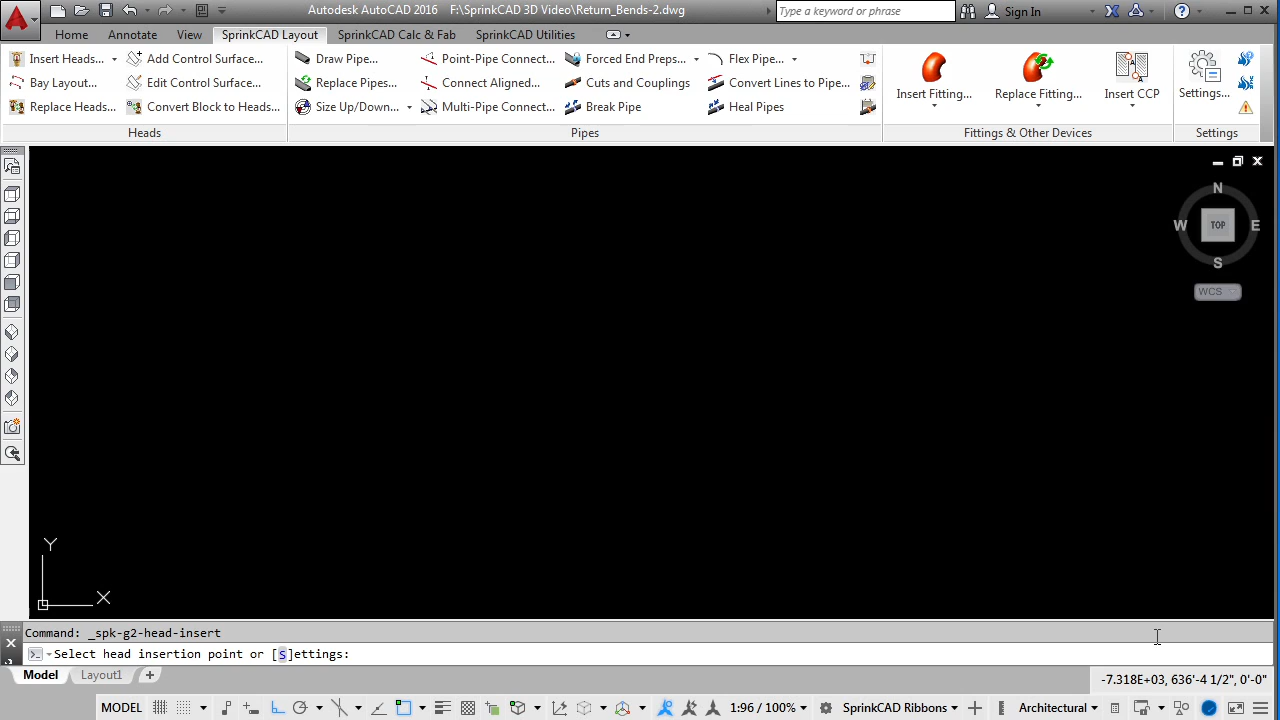 Autodesk AutoCAD 2016 F:\SprinkCAD 3D Video\Return_Bends-2.dwg
Type a keyword or phrase
Sign In
Home Annotate View SprinkCAD Layout SprinkCAD Calc & Fab SprinkCAD Utilities
Insert Heads... Add Control Surface... Draw Pipe... Point-Pipe Connect... Forced End Preps... Flex Pipe...
Bay Layout... Edit Control Surface... Replace Pipes... Connect Aligned... Cuts and Couplings Convert Lines to Pipe...
Replace Heads... Convert Block to Heads... Size Up/Down... Multi-Pipe Connect... Break Pipe Heal Pipes
Insert Fitting... Replace Fitting... Insert CCP Settings...
Heads Pipes Fittings & Other Devices Settings
N
W TOP E
S
WCS
Y
X
Command: _spk-g2-head-insert
Select head insertion point or [S]ettings:
Model Layout1
-7.318E+03, 636'-4 1/2", 0'-0"
MODEL 1:96 / 100% SprinkCAD Ribbons Architectural